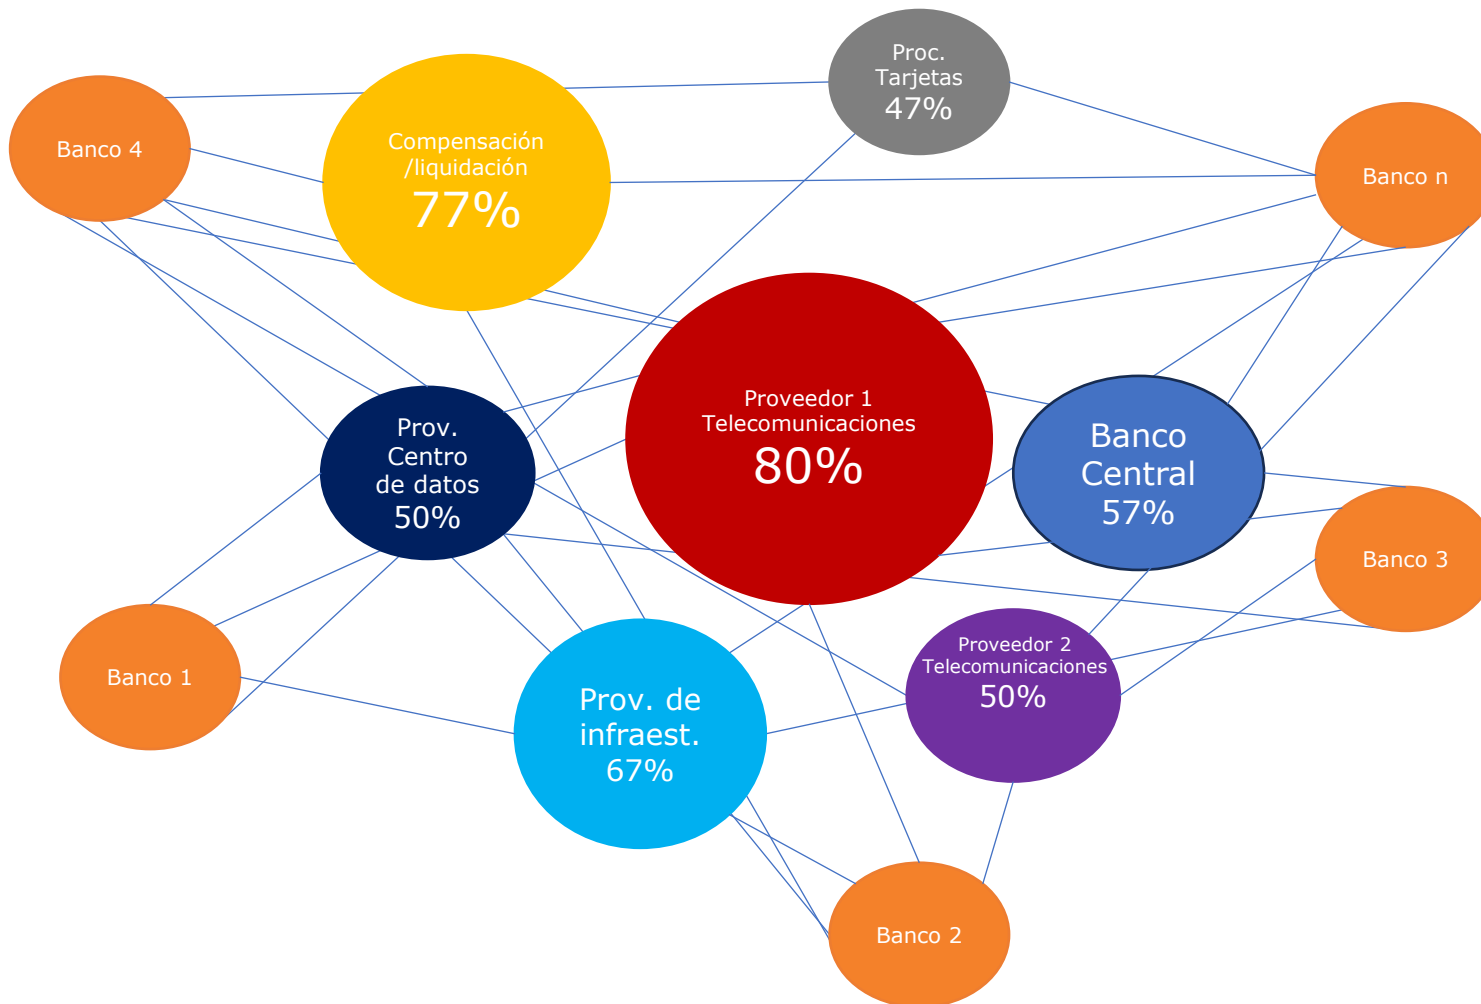 Proc.
Tarjetas
47%
Banco 4
Compensación
/liquidación
77%
Banco n
Proveedor 1
Telecomunicaciones
80%
Prov.
Centro
de datos
50%
Banco
Central
57%
Banco 3
Proveedor 2
Telecomunicaciones
50%
Banco 1
Prov. de
infraest.
67%
Banco 2